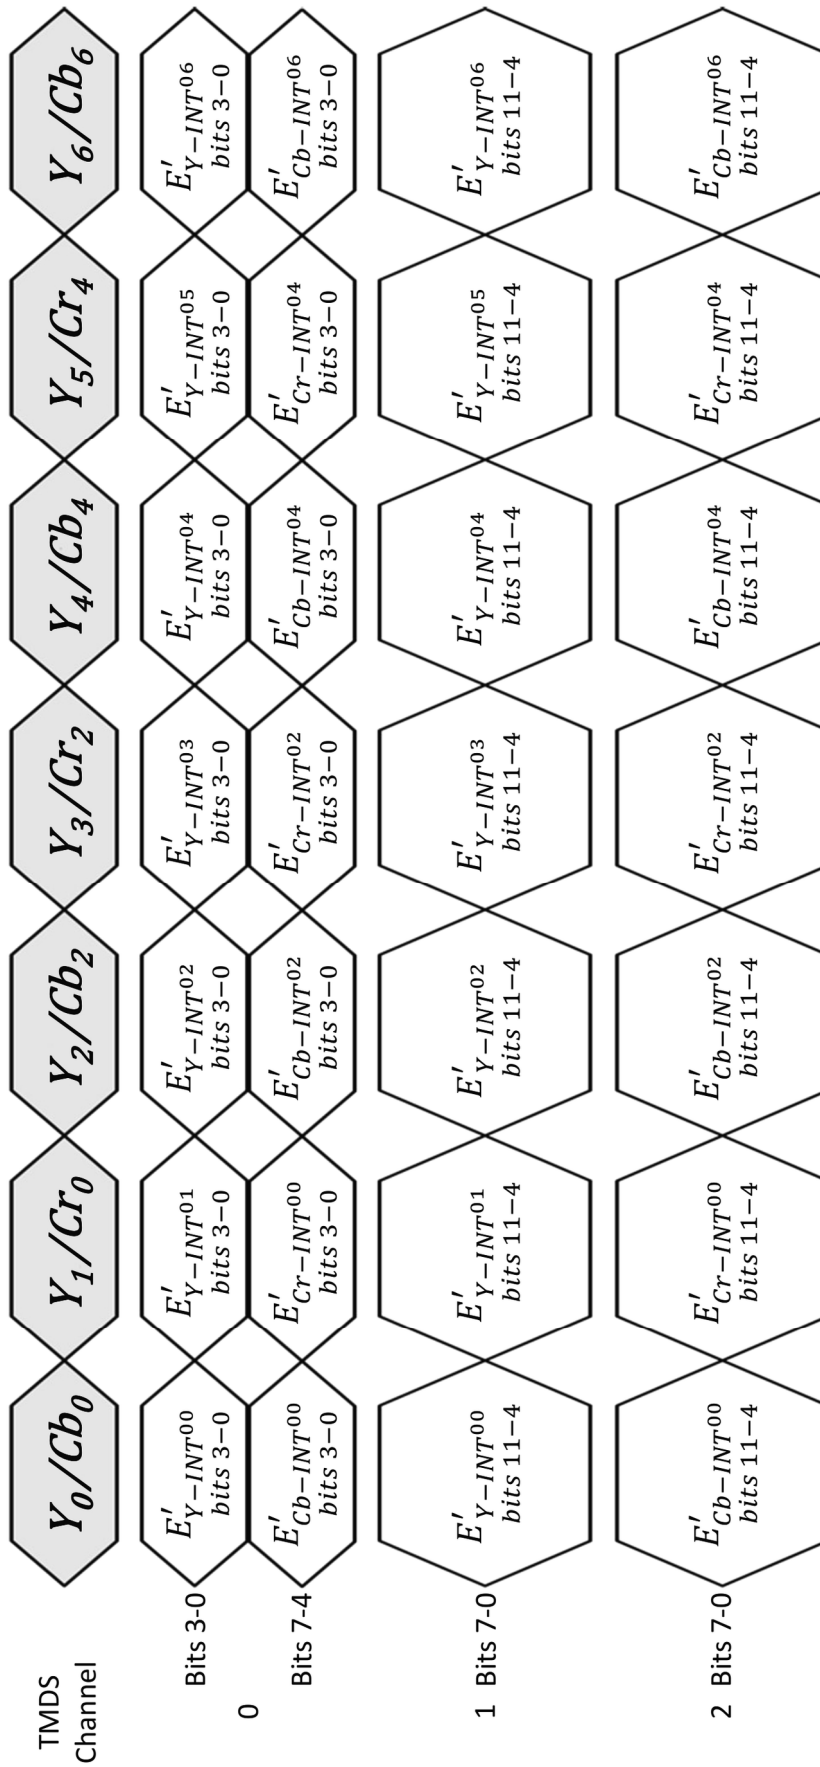 TMDS
Channel
Y₀/Cb₀ Y₁/Cr₀ Y₂/Cb₂ Y₃/Cr₂ Y₄/Cb₄ Y₅/Cr₄ Y₆/Cb₆
0
Bits 3-0
E′Y−INT⁰⁰ E′Y−INT⁰¹ E′Y−INT⁰² E′Y−INT⁰³ E′Y−INT⁰⁴ E′Y−INT⁰⁵ E′Y−INT⁰⁶
bits 3−0 bits 3−0 bits 3−0 bits 3−0 bits 3−0 bits 3−0 bits 3−0
Bits 7-4
E′Cb−INT⁰⁰ E′Cr−INT⁰⁰ E′Cb−INT⁰² E′Cr−INT⁰² E′Cb−INT⁰⁴ E′Cr−INT⁰⁴ E′Cb−INT⁰⁶
bits 3−0 bits 3−0 bits 3−0 bits 3−0 bits 3−0 bits 3−0 bits 3−0
1 Bits 7-0
E′Y−INT⁰⁰ E′Y−INT⁰¹ E′Y−INT⁰² E′Y−INT⁰³ E′Y−INT⁰⁴ E′Y−INT⁰⁵ E′Y−INT⁰⁶
bits 11−4 bits 11−4 bits 11−4 bits 11−4 bits 11−4 bits 11−4 bits 11−4
2 Bits 7-0
E′Cb−INT⁰⁰ E′Cr−INT⁰⁰ E′Cb−INT⁰² E′Cr−INT⁰² E′Cb−INT⁰⁴ E′Cr−INT⁰⁴ E′Cb−INT⁰⁶
bits 11−4 bits 11−4 bits 11−4 bits 11−4 bits 11−4 bits 11−4 bits 11−4